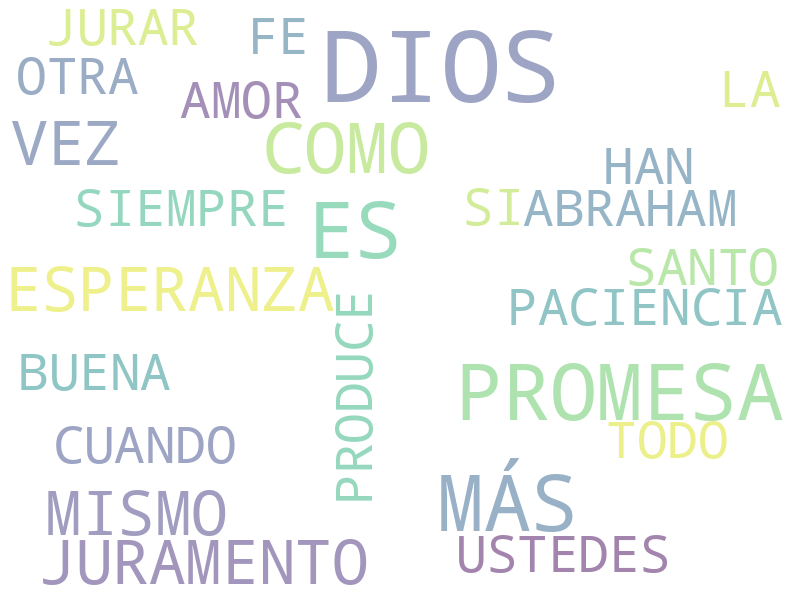 JURAR
FE
DIOS
OTRA
AMOR
LA
VEZ
COMO
HAN
SIEMPRE
ES
SI
ABRAHAM
SANTO
ESPERANZA
PACIENCIA
PRODUCE
BUENA
PROMESA
CUANDO
TODO
MISMO
MÁS
JURAMENTO
USTEDES